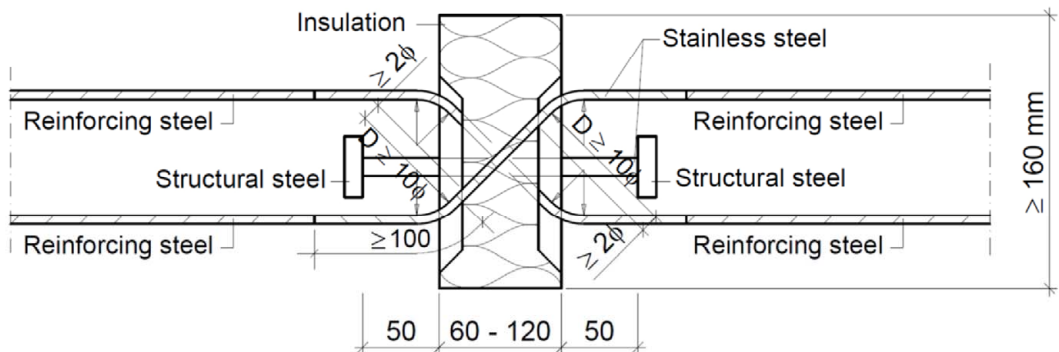 Insulation
Stainless steel
≥ 2ϕ
Reinforcing steel
Reinforcing steel
D ≥ 10ϕ
D ≥ 10ϕ
≥ 160 mm
Structural steel
Structural steel
Reinforcing steel
≥100
≥ 2ϕ
Reinforcing steel
50
60 - 120
50